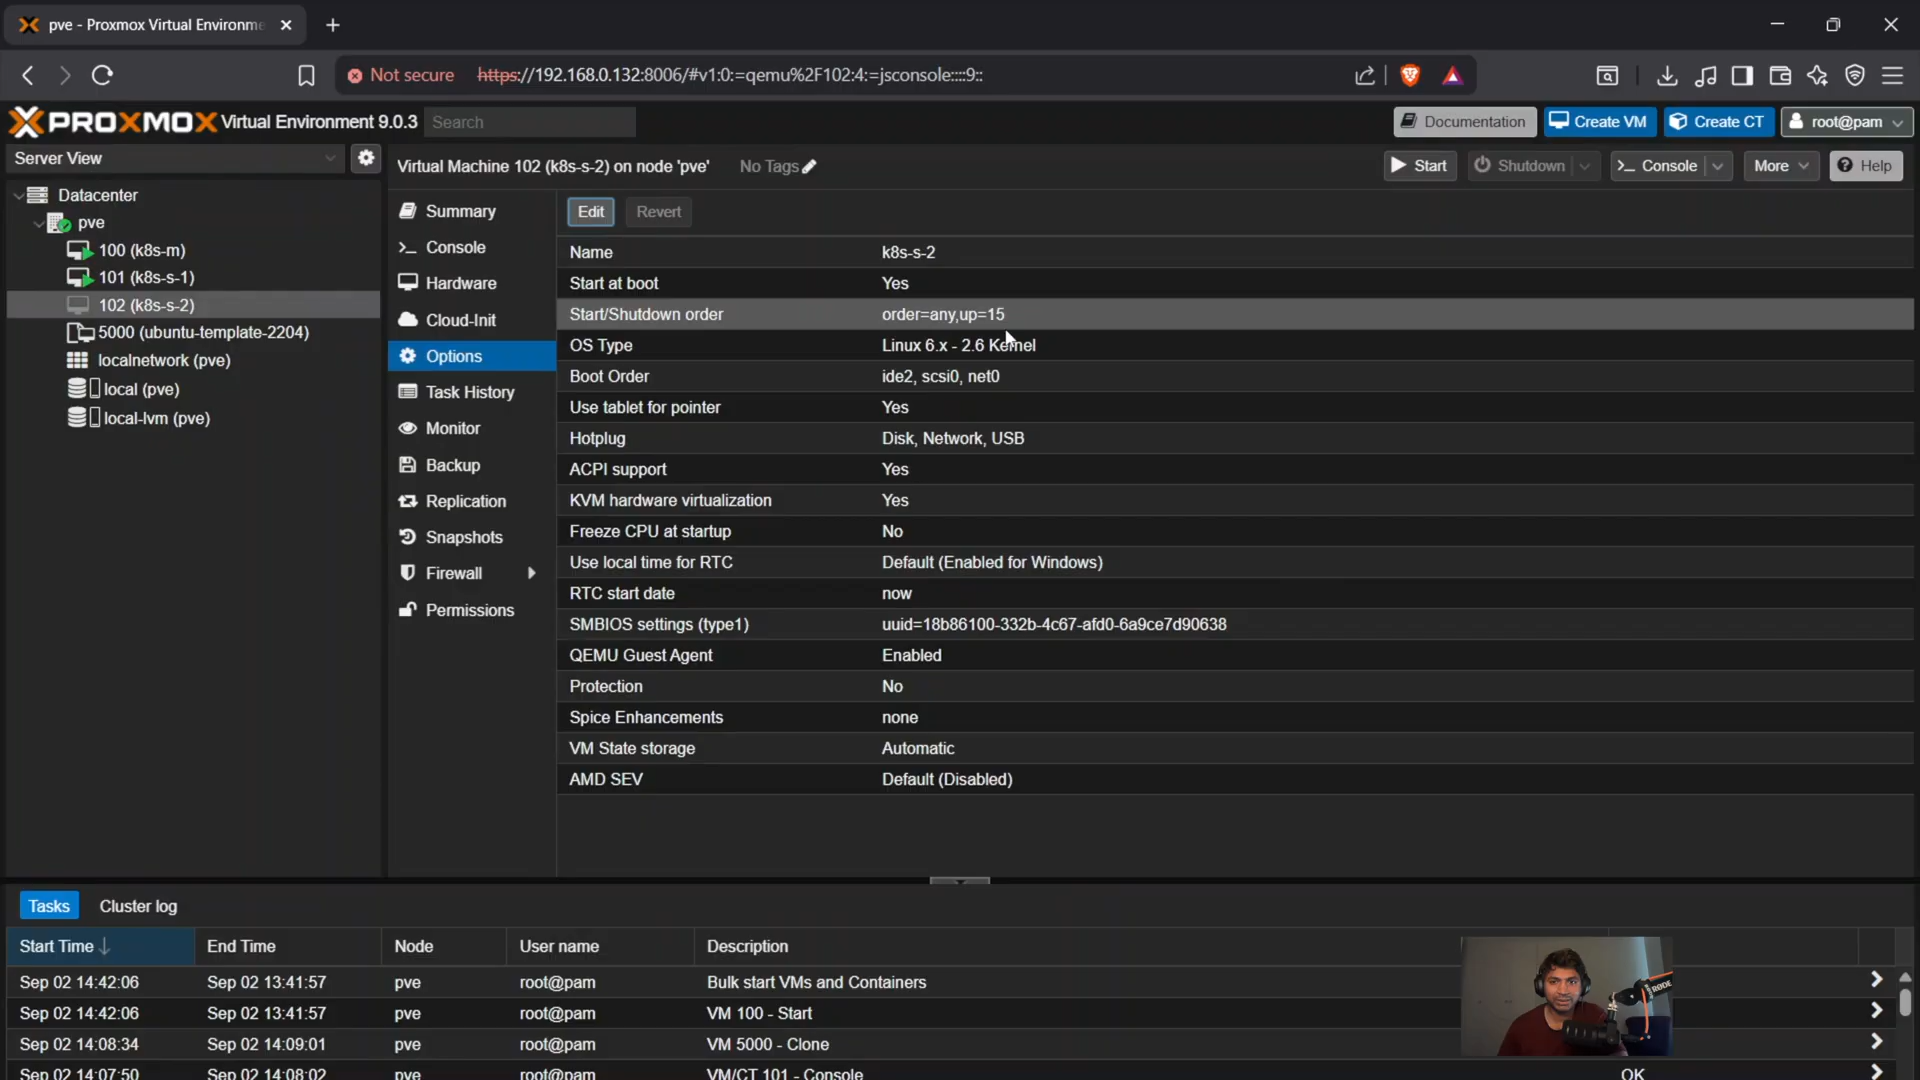 pve - Proxmox Virtual Environme
Not secure https://192.168.0.132:8006/#v1:0:=qemu%2F102:4:=jsconsole::::9::
PROXMOX Virtual Environment 9.0.3 Search Documentation Create VM Create CT root@pam
Server View Virtual Machine 102 (k8s-s-2) on node 'pve' No Tags Start Shutdown Console More Help
Datacenter
pve
100 (k8s-m)
101 (k8s-s-1)
102 (k8s-s-2)
5000 (ubuntu-template-2204)
localnetwork (pve)
local (pve)
local-lvm (pve)
Summary
Console
Hardware
Cloud-Init
Options
Task History
Monitor
Backup
Replication
Snapshots
Firewall
Permissions
Edit Revert
Name k8s-s-2
Start at boot Yes
Start/Shutdown order order=any,up=15
OS Type Linux 6.x - 2.6 Kernel
Boot Order ide2, scsi0, net0
Use tablet for pointer Yes
Hotplug Disk, Network, USB
ACPI support Yes
KVM hardware virtualization Yes
Freeze CPU at startup No
Use local time for RTC Default (Enabled for Windows)
RTC start date now
SMBIOS settings (type1) uuid=18b86100-332b-4c67-afd0-6a9ce7d90638
QEMU Guest Agent Enabled
Protection No
Spice Enhancements none
VM State storage Automatic
AMD SEV Default (Disabled)
Tasks Cluster log
Start Time End Time Node User name Description
Sep 02 14:42:06 Sep 02 13:41:57 pve root@pam Bulk start VMs and Containers
Sep 02 14:42:06 Sep 02 13:41:57 pve root@pam VM 100 - Start
Sep 02 14:08:34 Sep 02 14:09:01 pve root@pam VM 5000 - Clone
Sep 02 14:07:50 Sep 02 14:08:02 pve root@pam VM/CT 101 - Console OK
RODE